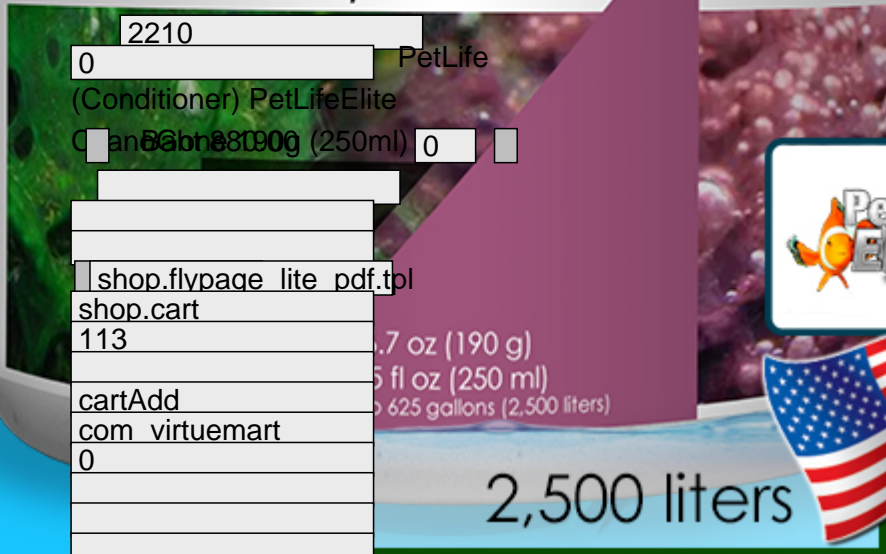 2210
0
PetLife
(Conditioner) PetLifeElite
(250ml)
0
shop.flypage_lite_pdf.tpl
shop.cart
113
.7 oz (190 g)
fl oz (250 ml)
625 gallons (2,500 liters)
cartAdd
com_virtuemart
0
2,500 liters